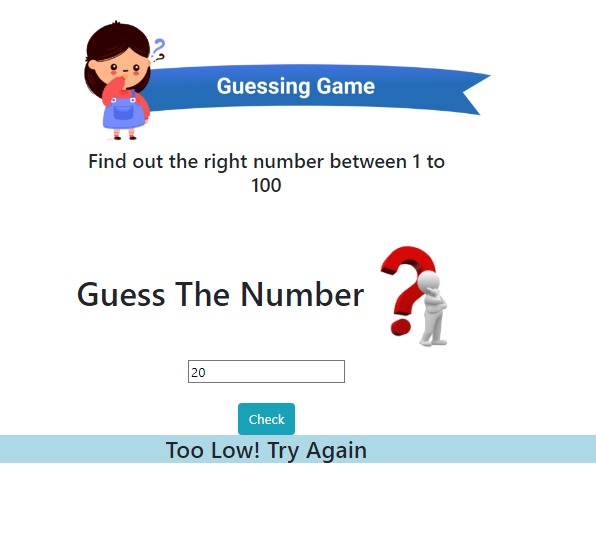 Guessing Game
Find out the right number between 1 to
100
Guess The Number
20
Check
Too Low! Try Again